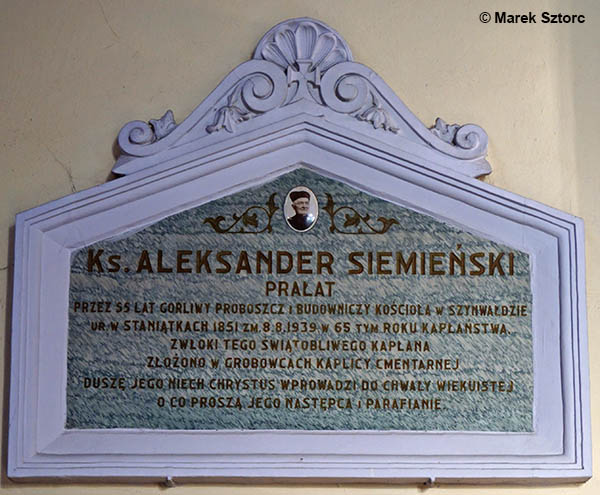 © Marek Sztorc
Ks. ALEKSANDER SIEMIEŃSKI
PRAŁAT
PRZEZ 55 LAT GORLIWY PROBOSZCZ i BUDOWNICZY KOŚCIOŁA w SZYNWAŁDZIE
UR. W STANIĄTKACH 1851 ZM. 8.8.1939 W 65 TYM ROKU KAPŁAŃSTWA.
ZWŁOKI TEGO ŚWIĄTOBLIWEGO KAPŁANA
ZŁOŻONO W GROBOWCACH KAPLICY CMENTARNEJ.
DUSZĘ JEGO NIECH CHRYSTUS WPROWADZI DO CHWAŁY WIEKUISTEJ
O CO PROSZĄ JEGO NASTĘPCA i PARAFIANIE.